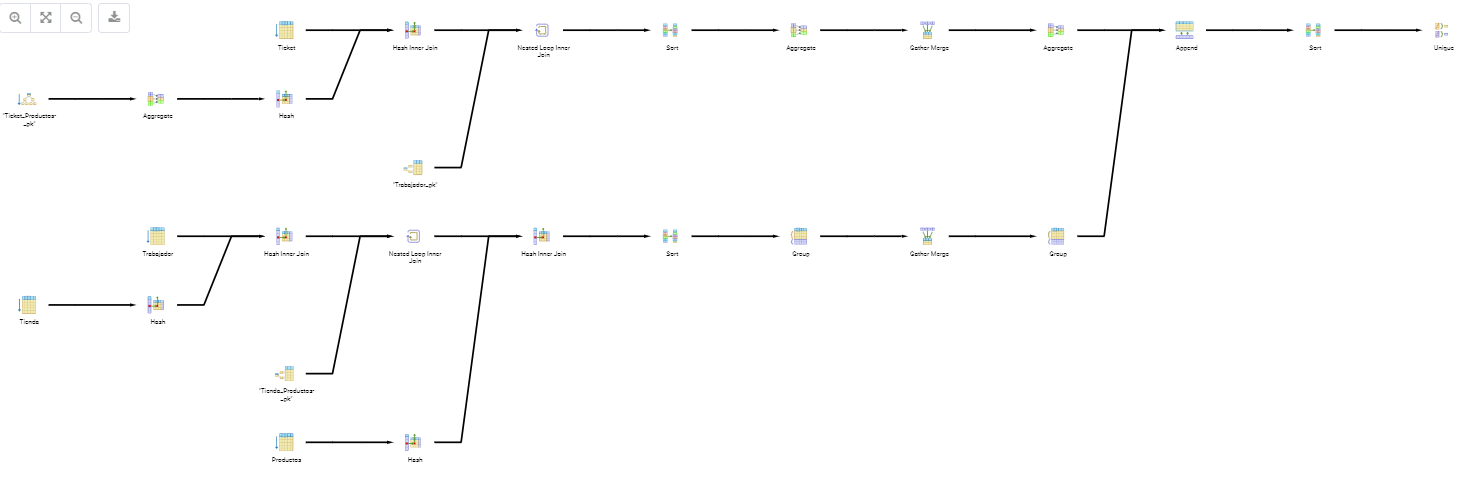 Ticket
Hash Inner Join
Nested Loop Inner
Join
Sort
Aggregate
Gather Merge
Aggregate
Append
Sort
Unique
"Ticket_Productos-
_pk"
Aggregate
Hash
"Trabajador_pk"
Trabajador
Hash Inner Join
Nested Loop Inner
Join
Hash Inner Join
Sort
Group
Gather Merge
Group
Tienda
Hash
"Tienda_Productos-
_pk"
Productos
Hash